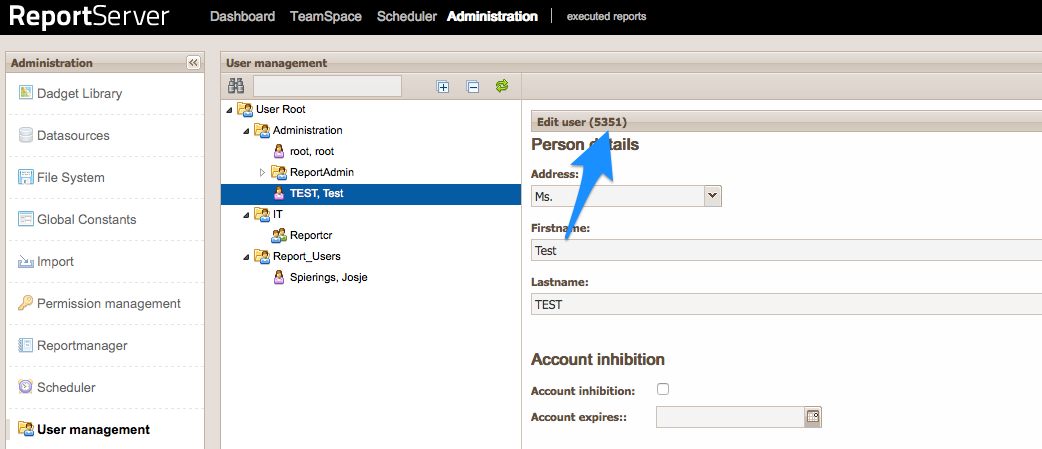 ReportServer Dashboard TeamSpace Scheduler Administration executed reports
Administration
Dadget Library
Datasources
File System
Global Constants
Import
Permission management
Reportmanager
Scheduler
User management
User management
User Root
Administration
root, root
ReportAdmin
TEST, Test
IT
Reportcr
Report_Users
Spierings, Josje
Edit user (5351)
Person details
Address:
Ms.
Firstname:
Test
Lastname:
TEST
Account inhibition
Account inhibition:
Account expires::